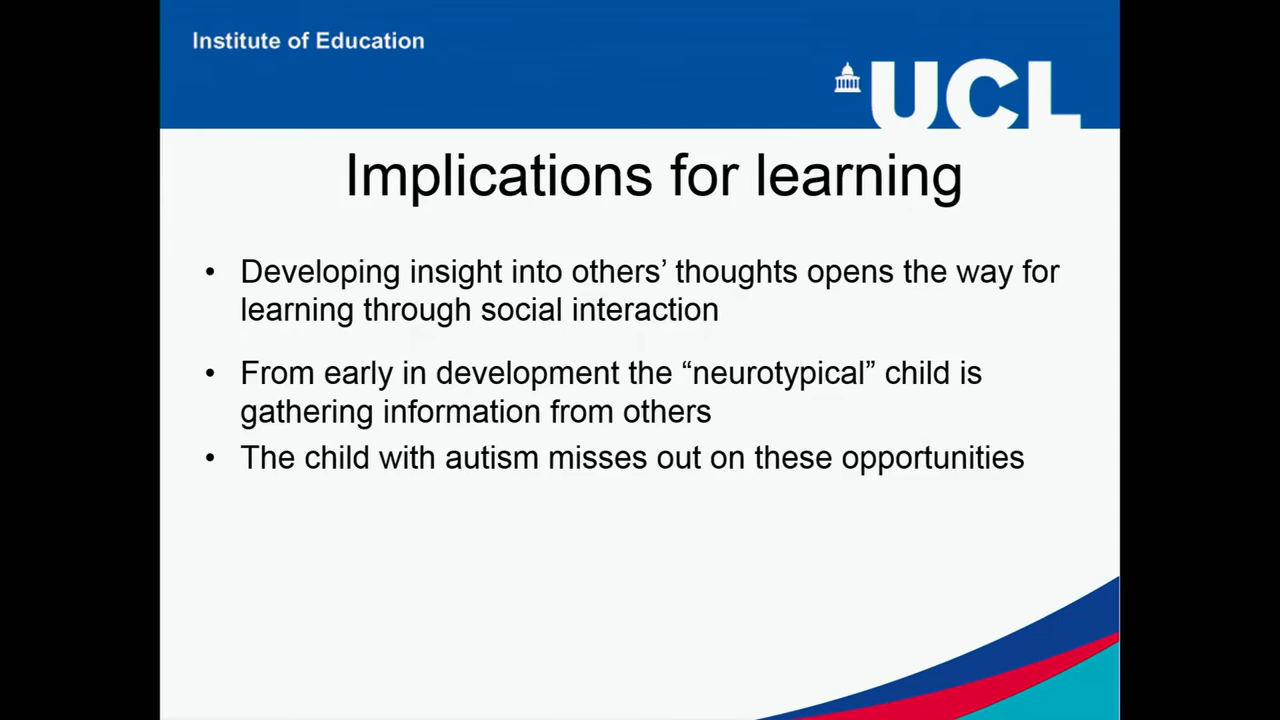 Institute of Education
UCL
Implications for learning
• Developing insight into others’ thoughts opens the way for
learning through social interaction
• From early in development the “neurotypical” child is
gathering information from others
• The child with autism misses out on these opportunities